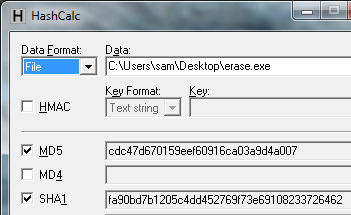 H HashCalc
Data Format: Data:
File C:\Users\sam\Desktop\erase.exe
Key Format: Key:
HMAC Text string
MD5 cdc47d670159eef60916ca03a9d4a007
MD4
SHA1 fa90bd7b1205c4dd452769f73e69108233726462